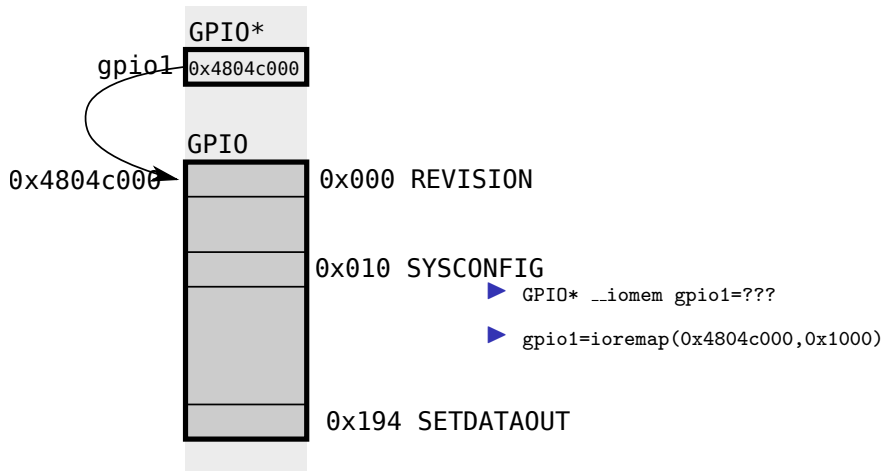 GPIO*
gpio1 0x4804c000
GPIO
0x4804c000 0x000 REVISION
0x010 SYSCONFIG
GPIO* __iomem gpio1=???
gpio1=ioremap(0x4804c000,0x1000)
0x194 SETDATAOUT